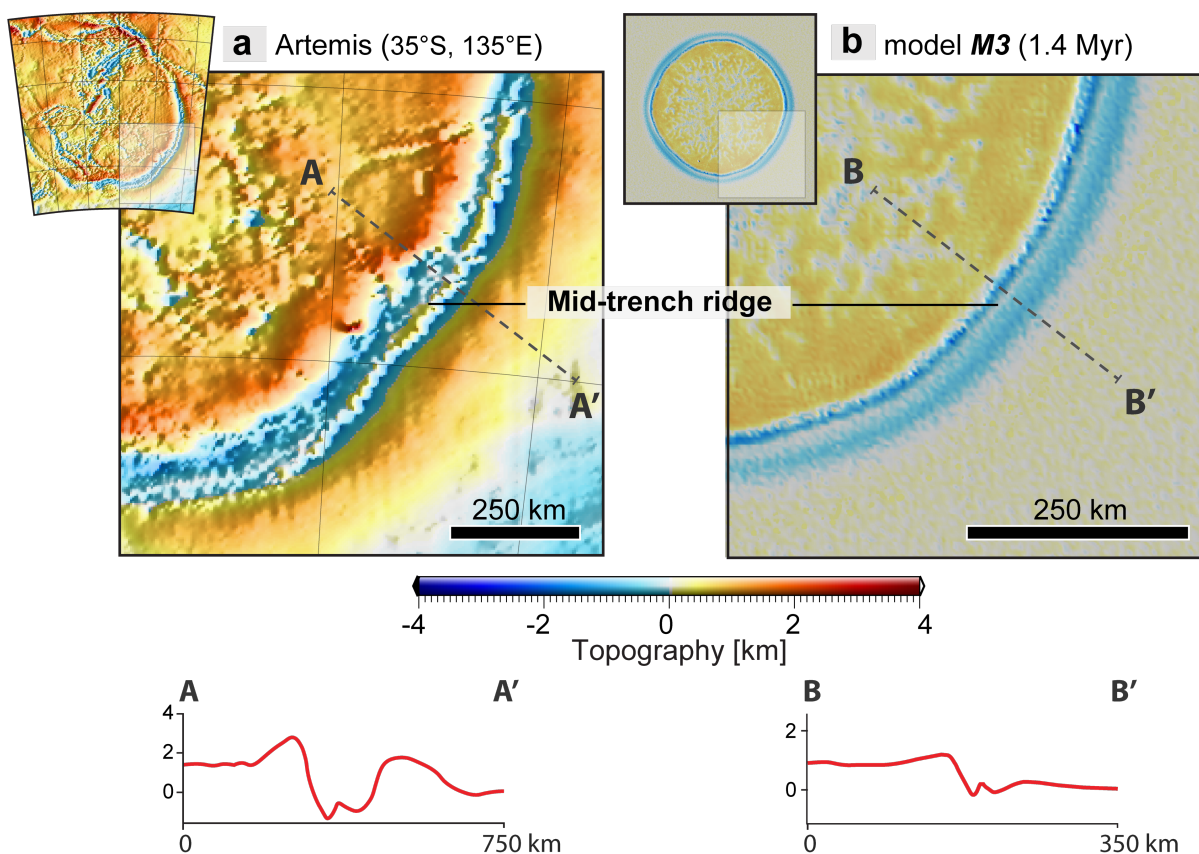 a Artemis (35°S, 135°E)
b model M3 (1.4 Myr)
A
B
Mid-trench ridge
A’
B’
250 km
250 km
-4 -2 0 2 4
Topography [km]
A A’
B B’
4
2
0
0 750 km
2
0
0 350 km